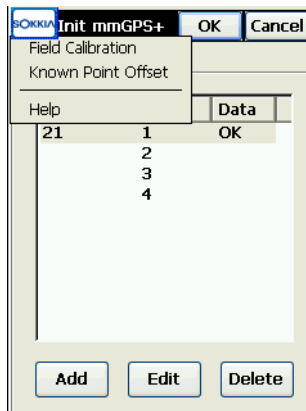 SOKKIA Init mmGPS+ OK Cancel
Field Calibration
Known Point Offset
Help
Data
21 1 OK
2
3
4
Add Edit Delete